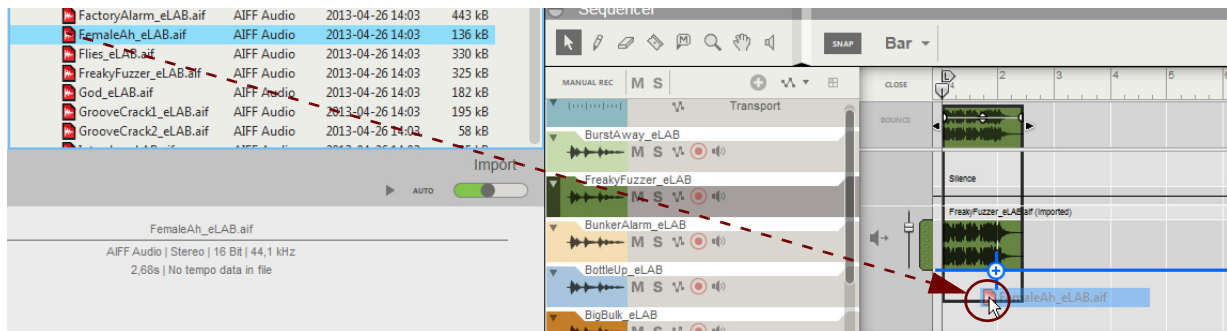 FactoryAlarm_eLAB.aif AIFF Audio 2013-04-26 14:03 443 kB
FemaleAh_eLAB.aif AIFF Audio 2013-04-26 14:03 136 kB
Flies_eLAB.aif AIFF Audio 2013-04-26 14:03 330 kB
FreakyFuzzer_eLAB.aif AIFF Audio 2013-04-26 14:03 325 kB
God_eLAB.aif AIFF Audio 2013-04-26 14:03 182 kB
GrooveCrack1_eLAB.aif AIFF Audio 2013-04-26 14:03 195 kB
GrooveCrack2_eLAB.aif AIFF Audio 2013-04-26 14:03 58 kB
Import
AUTO
FemaleAh_eLAB.aif
AIFF Audio | Stereo | 16 Bit | 44,1 kHz
2,68s | No tempo data in file
Sequencer
M
SNAP Bar
MANUAL REC M S
CLOSE L 2 3 4 5 6
4
Transport
BOUNCE
BurstAway_eLAB
M S
FreakyFuzzer_eLAB
M S
Silence
FreakyFuzzer_eLAB.aif (Imported)
BunkerAlarm_eLAB
M S
BottleUp_eLAB
M S
FemaleAh_eLAB.aif
BigBulk_eLAB
M S